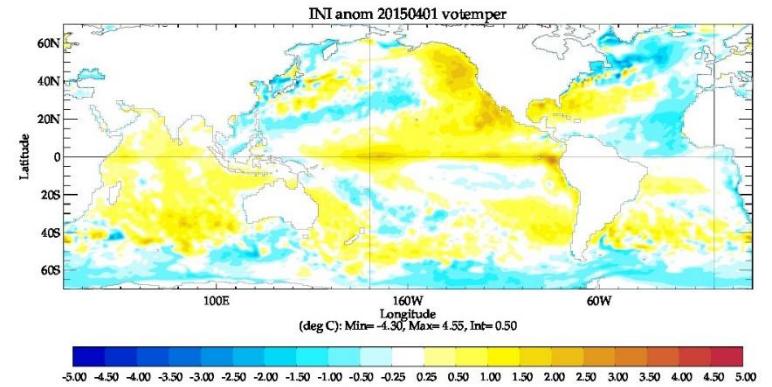 INI anom 20150401 votemper
60N
40N
20N
0
20S
40S
60S
Latitude
100E 160W 60W
Longitude
(deg C): Min= -4.30, Max= 4.55, Int= 0.50
-5.00 -4.50 -4.00 -3.50 -3.00 -2.50 -2.00 -1.50 -1.00 -0.50 -0.25 0.25 0.50 1.00 1.50 2.00 2.50 3.00 3.50 4.00 4.50 5.00